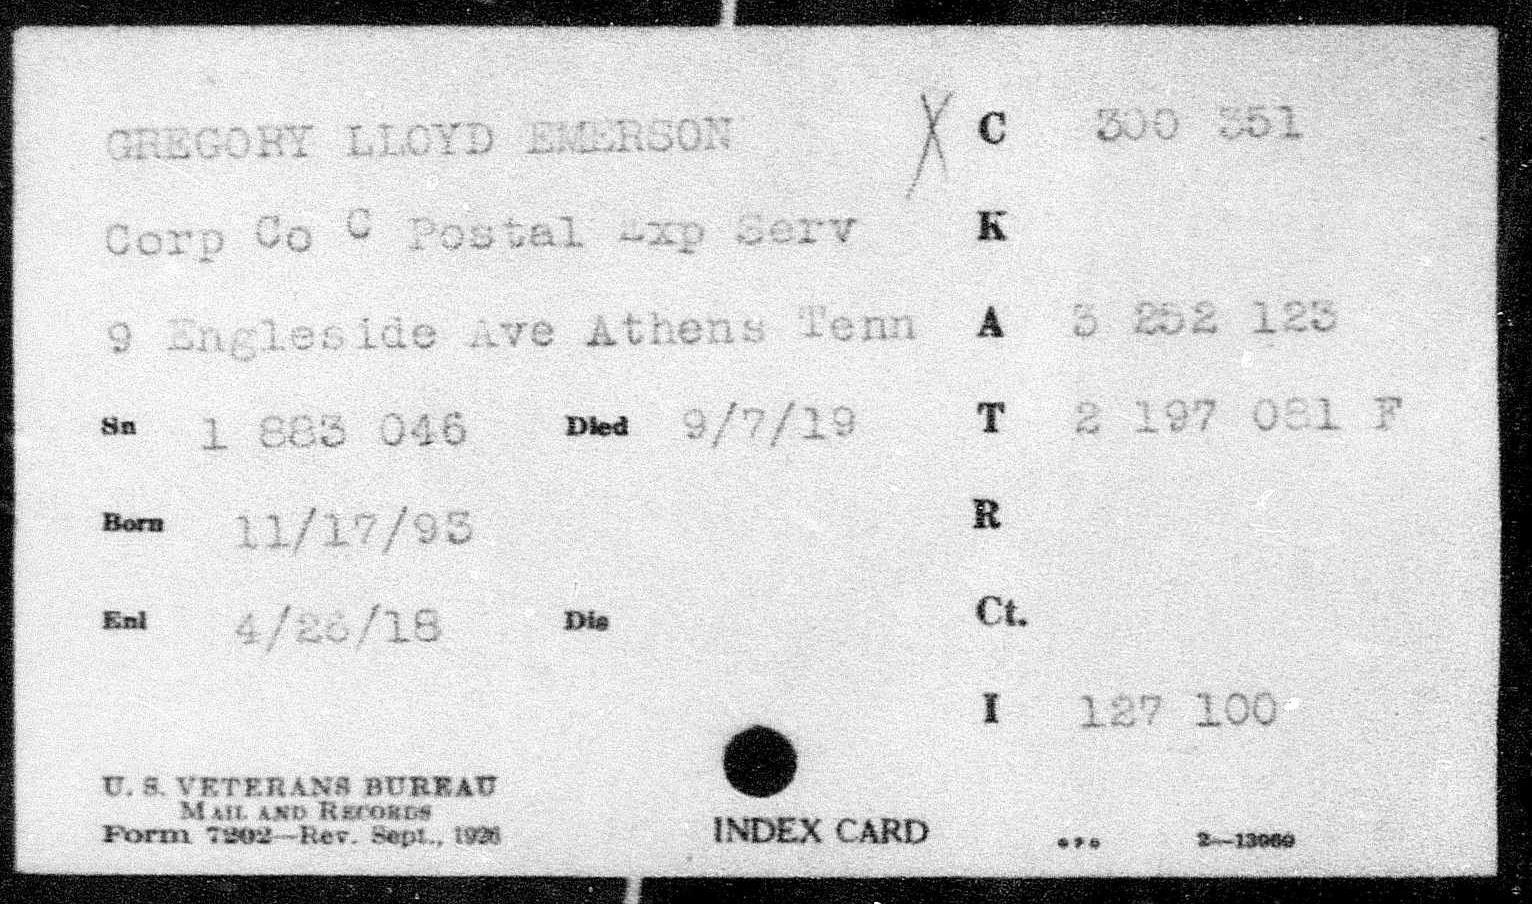 GREGORY LLOYD EMERSON
X C 300 351
Corp Co C Postal Exp Serv
K
9 Engleside Ave Athens Tenn
A 3 252 123
Sn 1 883 046 Died 9/7/19
T 2 197 081 F
Born 11/17/93
R
Enl 4/26/18 Dis
Ct.
I 127 100
U. S. VETERANS BUREAU
MAIL AND RECORDS
Form 7202—Rev. Sept., 1926
INDEX CARD
2—13960